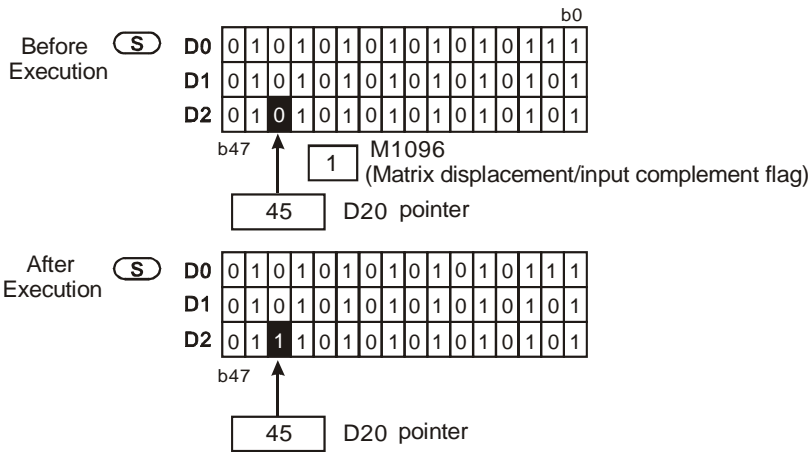 b0
Before Execution S D0 0 1 0 1 0 1 0 1 0 1 0 1 0 1 1 1
D1 0 1 0 1 0 1 0 1 0 1 0 1 0 1 0 1
D2 0 1 0 1 0 1 0 1 0 1 0 1 0 1 0 1
b47
1 M1096
(Matrix displacement/input complement flag)
45 D20 pointer
After Execution S D0 0 1 0 1 0 1 0 1 0 1 0 1 0 1 1 1
D1 0 1 0 1 0 1 0 1 0 1 0 1 0 1 0 1
D2 0 1 1 1 0 1 0 1 0 1 0 1 0 1 0 1
b47
45 D20 pointer